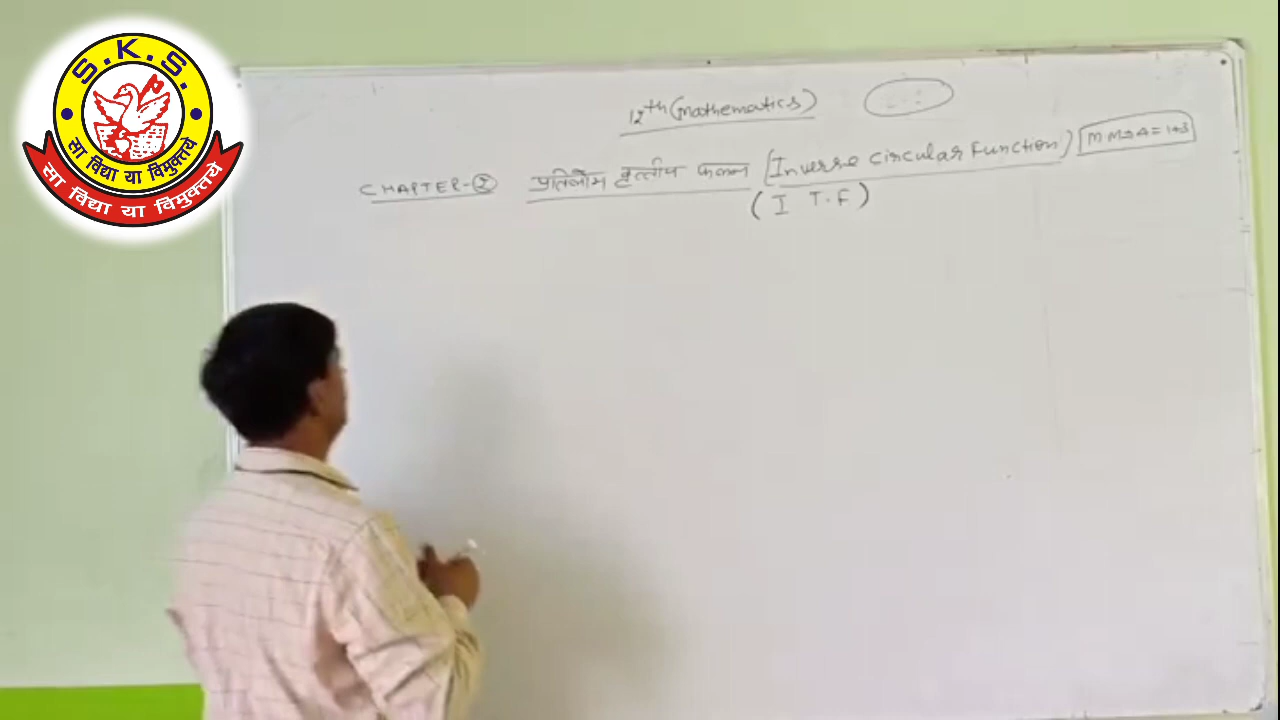 S.K.S.
सा विद्या या विमुक्तये
सा विद्या या विमुक्तये
12th (Mathematics)
CHAPTER-② प्रतिलोम वृत्तीय फलन (Inverse Circular Function)
(I T.F)